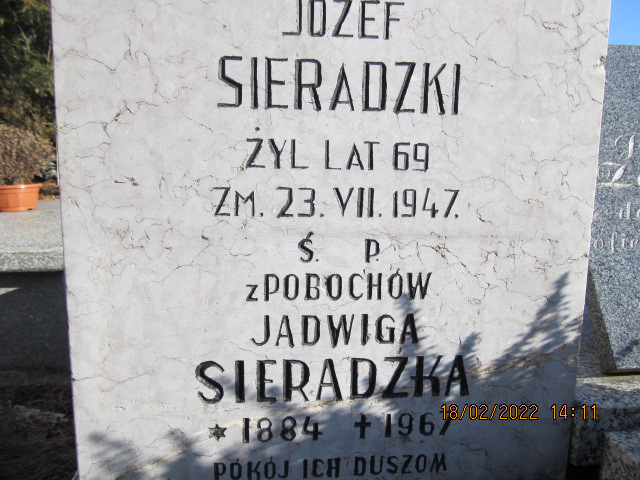 JÓZEF
SIERADZKI
ŻYŁ LAT 69
ZM. 23. VII. 1947.
Ś. P.
z POBOCHÓW
JADWIGA
SIERADZKA
* 1884 ✝ 1967
POKÓJ ICH DUSZOM
18/02/2022 14:11